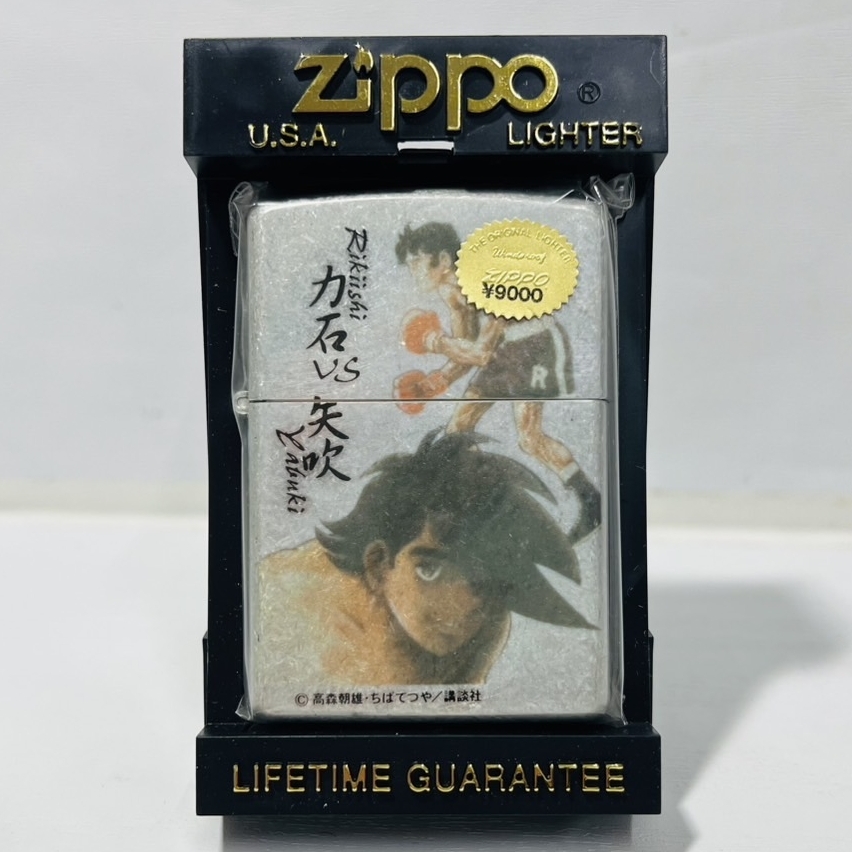 zippo ®
U.S.A. LIGHTER
THE ORIGINAL LIGHTER
Windproof
ZIPPO
¥9000
Rikiishi
力石
VS
矢吹
Yabuki
R
© 高森朝雄・ちばてつや／講談社
LIFETIME GUARANTEE